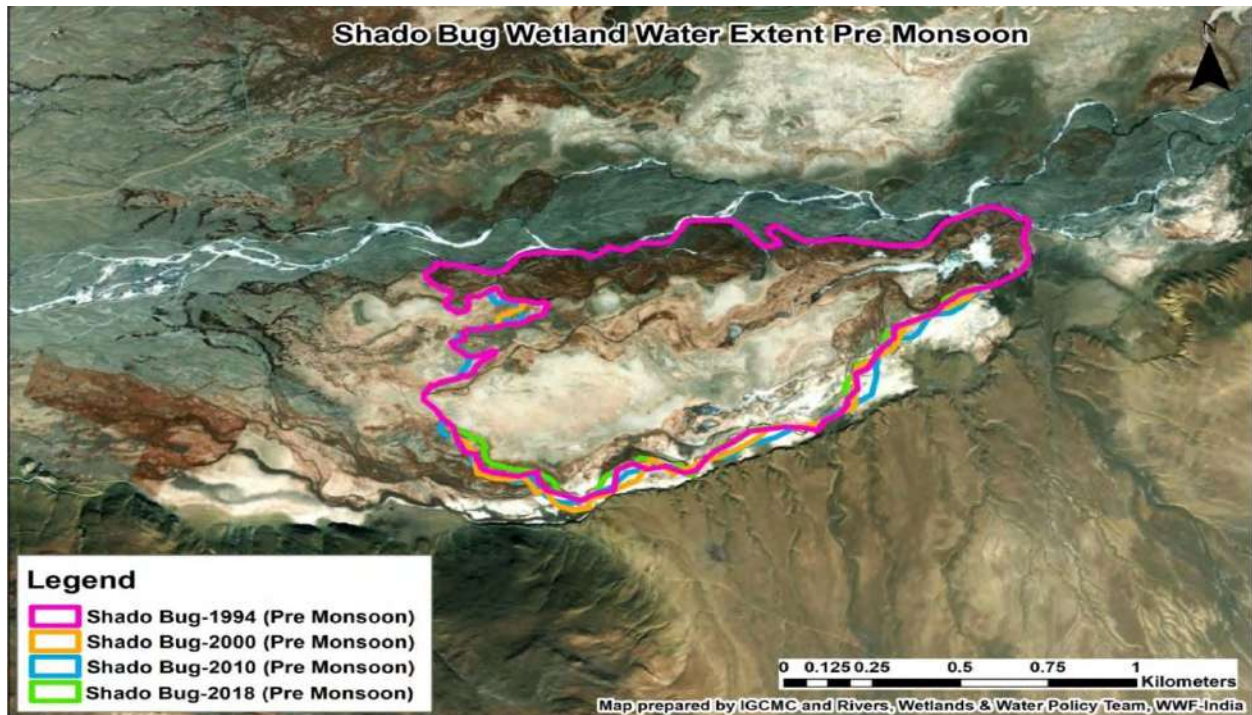 Shado Bug Wetland Water Extent Pre Monsoon
N
Legend
Shado Bug-1994 (Pre Monsoon)
Shado Bug-2000 (Pre Monsoon)
Shado Bug-2010 (Pre Monsoon)
Shado Bug-2018 (Pre Monsoon)
0 0.125 0.25 0.5 0.75 1
Kilometers
Map prepared by IGCMC and Rivers, Wetlands & Water Policy Team, WWF-India